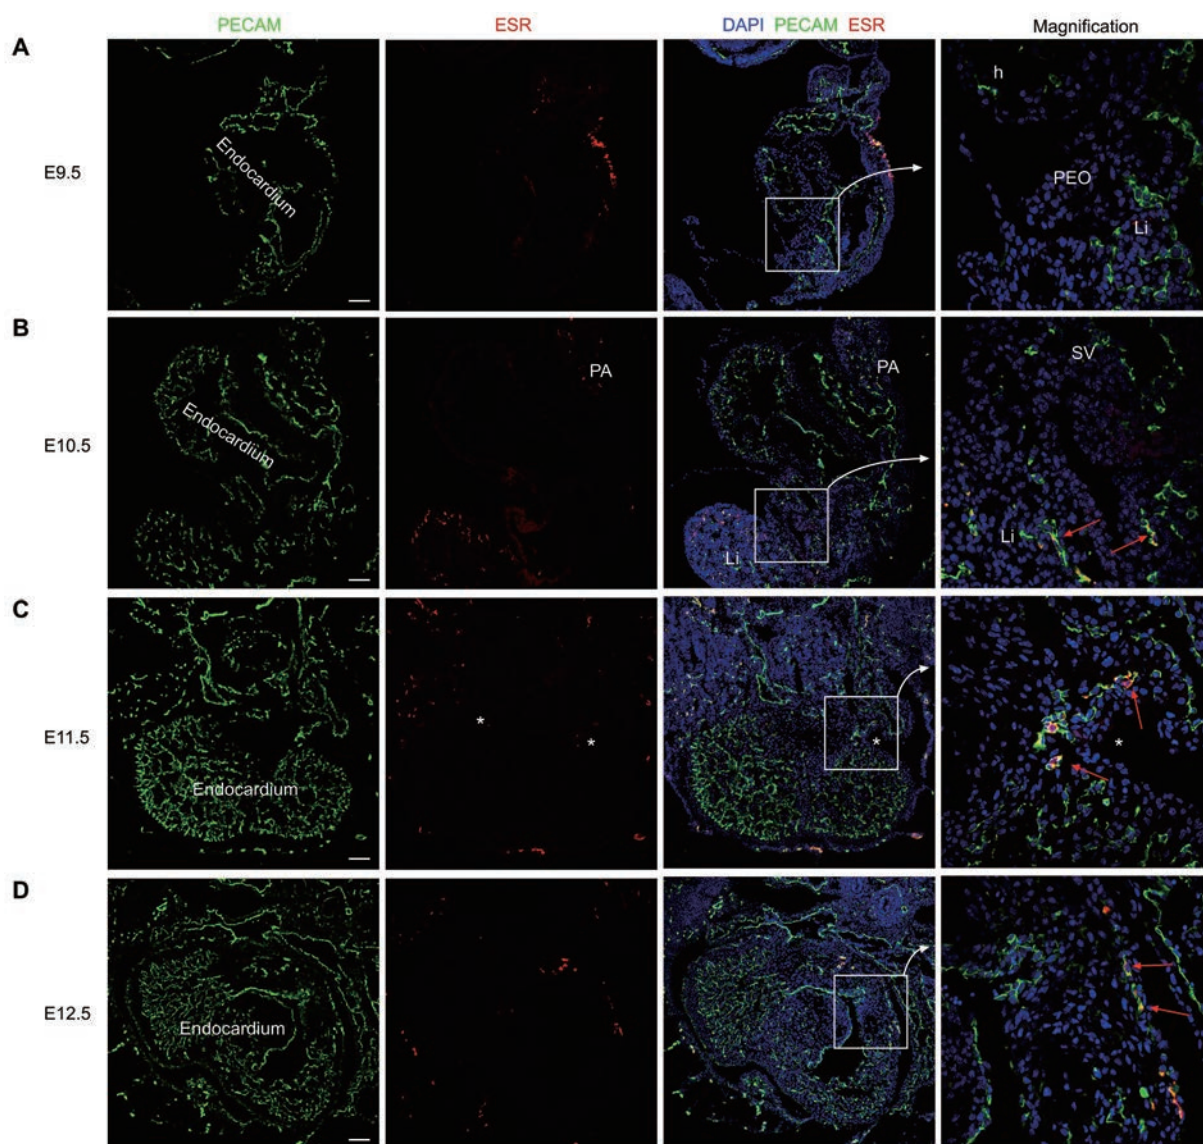 PECAM ESR DAPI PECAM ESR Magnification
A
E9.5
Endocardium
h
PEO
Li
B
E10.5
Endocardium
PA
PA
Li
SV
Li
C
E11.5
Endocardium
*
*
*
*
D
E12.5
Endocardium